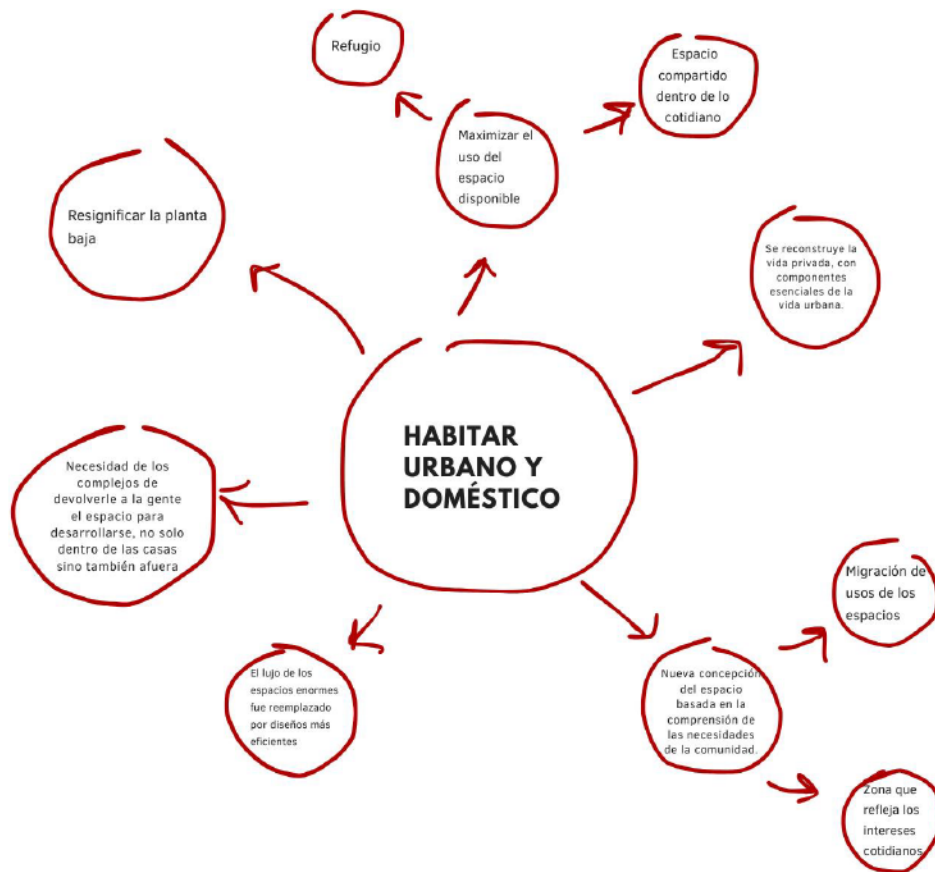 Refugio
Espacio
compartido
dentro de lo
cotidiano
Maximizar el
uso del
espacio
disponible
Resignificar la planta
baja
Se reconstruye la
vida privada, con
componentes
esenciales de la
vida urbana.
HABITAR
URBANO Y
DOMÉSTICO
Necesidad de los
complejos de
devolverle a la gente
el espacio para
desarrollarse, no solo
dentro de las casas
sino también afuera
Migración de
usos de los
espacios
El lujo de los
espacios enormes
fue reemplazado
por diseños más
eficientes
Nueva concepción
del espacio
basada en la
comprensión de
las necesidades
de la comunidad.
Zona que
refleja los
intereses
cotidianos